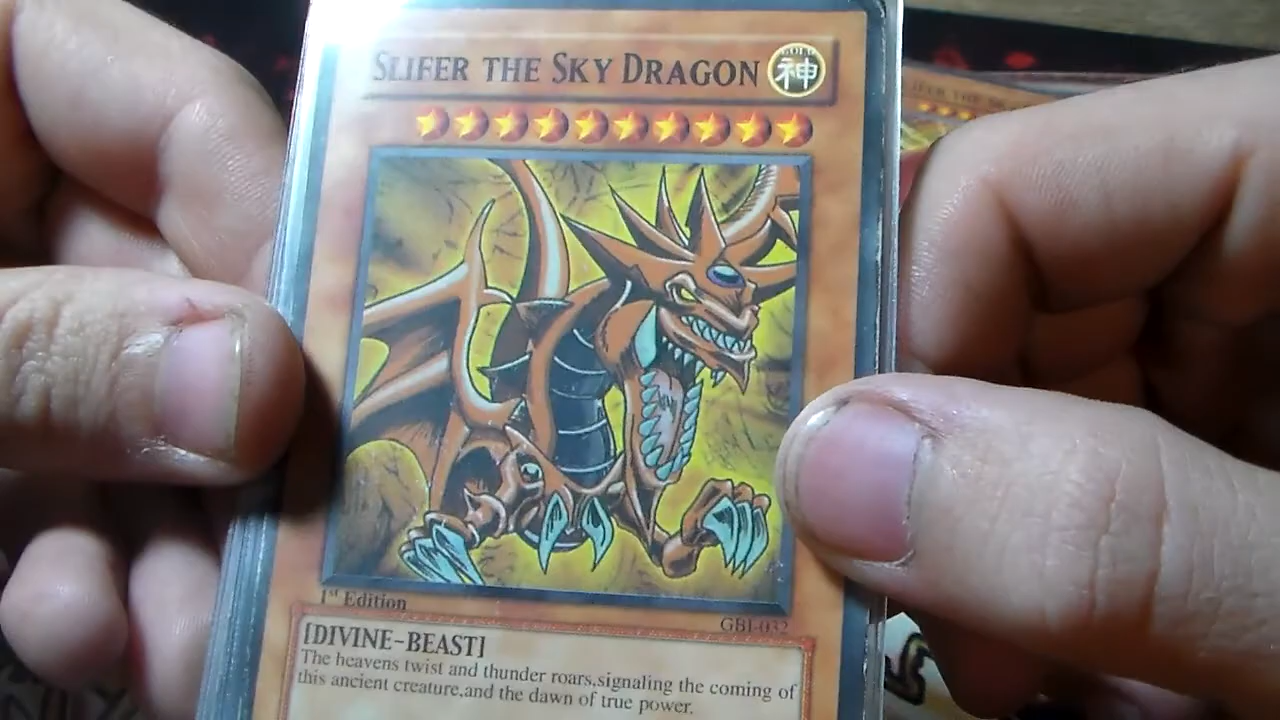 SLIFER THE SKY DRAGON
GOLD
神
1st Edition
GBI-032
[DIVINE-BEAST]
The heavens twist and thunder roars,signaling the coming of
this ancient creature,and the dawn of true power.